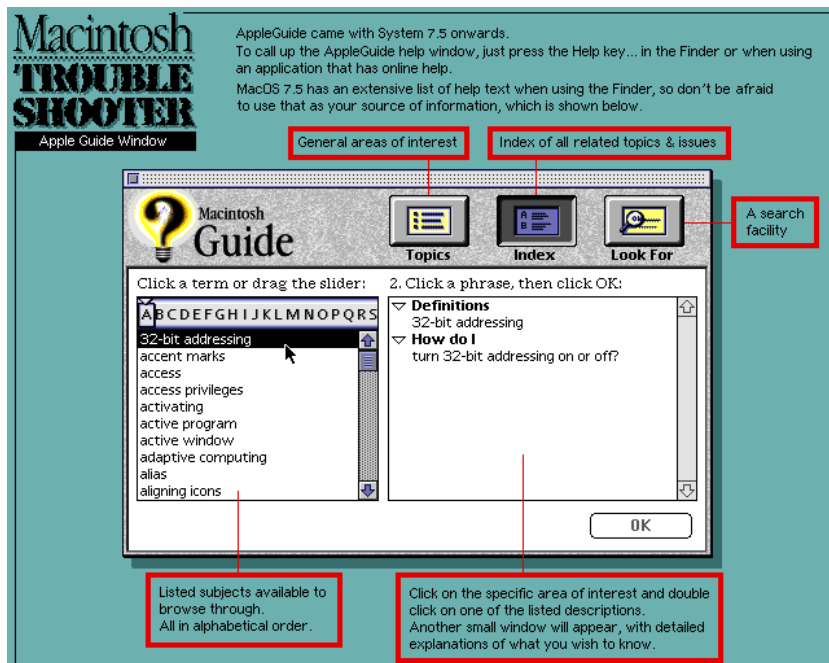 Macintosh
TROUBLE
SHOOTER
Apple Guide Window
AppleGuide came with System 7.5 onwards.
To call up the AppleGuide help window, just press the Help key... in the Finder or when using
an application that has online help.
MacOS 7.5 has an extensive list of help text when using the Finder, so don't be afraid
to use that as your source of information, which is shown below.
General areas of interest
Index of all related topics & issues
A search
facility
Macintosh
Guide
Topics
Index
Look For
Click a term or drag the slider:
ABCDEFGHIJKLMNOPQRS
32-bit addressing
accent marks
access
access privileges
activating
active program
active window
adaptive computing
alias
aligning icons
2. Click a phrase, then click OK:
Definitions
32-bit addressing
How do I
turn 32-bit addressing on or off?
OK
Listed subjects available to
browse through.
All in alphabetical order.
Click on the specific area of interest and double
click on one of the listed descriptions.
Another small window will appear, with detailed
explanations of what you wish to know.